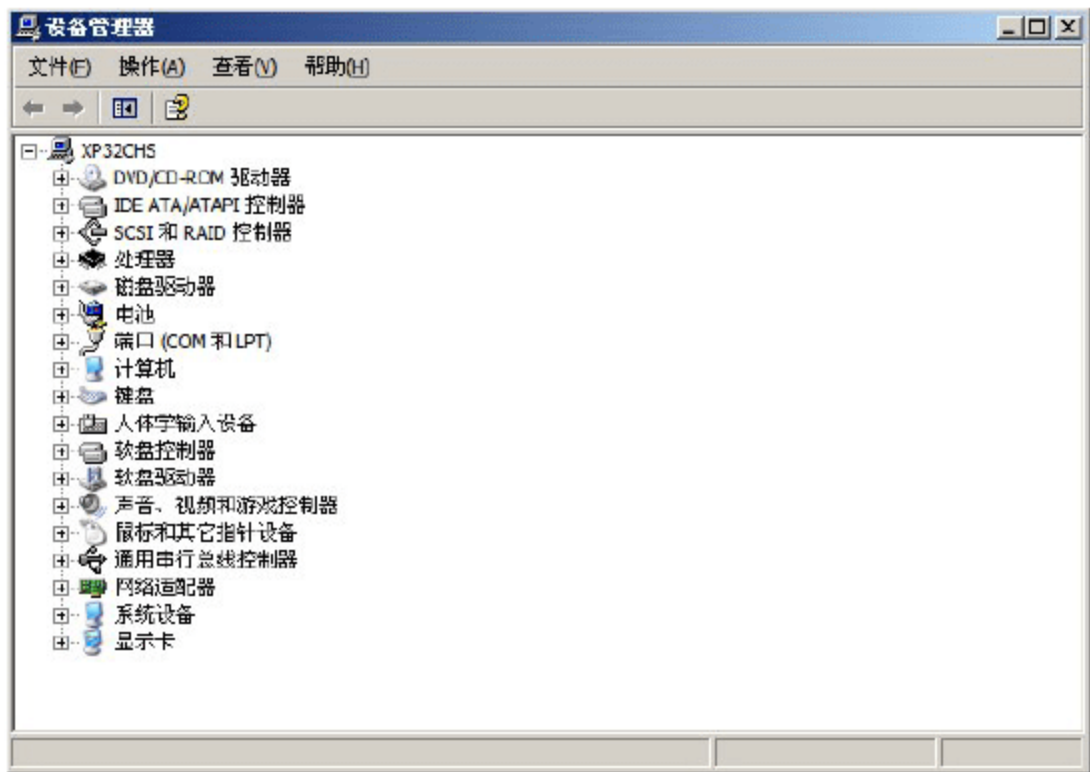 设备管理器
文件(F) 操作(A) 查看(V) 帮助(H)
XP32CHS
DVD/CD-ROM 驱动器
IDE ATA/ATAPI 控制器
SCSI 和 RAID 控制器
处理器
磁盘驱动器
电池
端口 (COM 和 LPT)
计算机
键盘
人体学输入设备
软盘控制器
软盘驱动器
声音、视频和游戏控制器
鼠标和其它指针设备
通用串行总线控制器
网络适配器
系统设备
显示卡